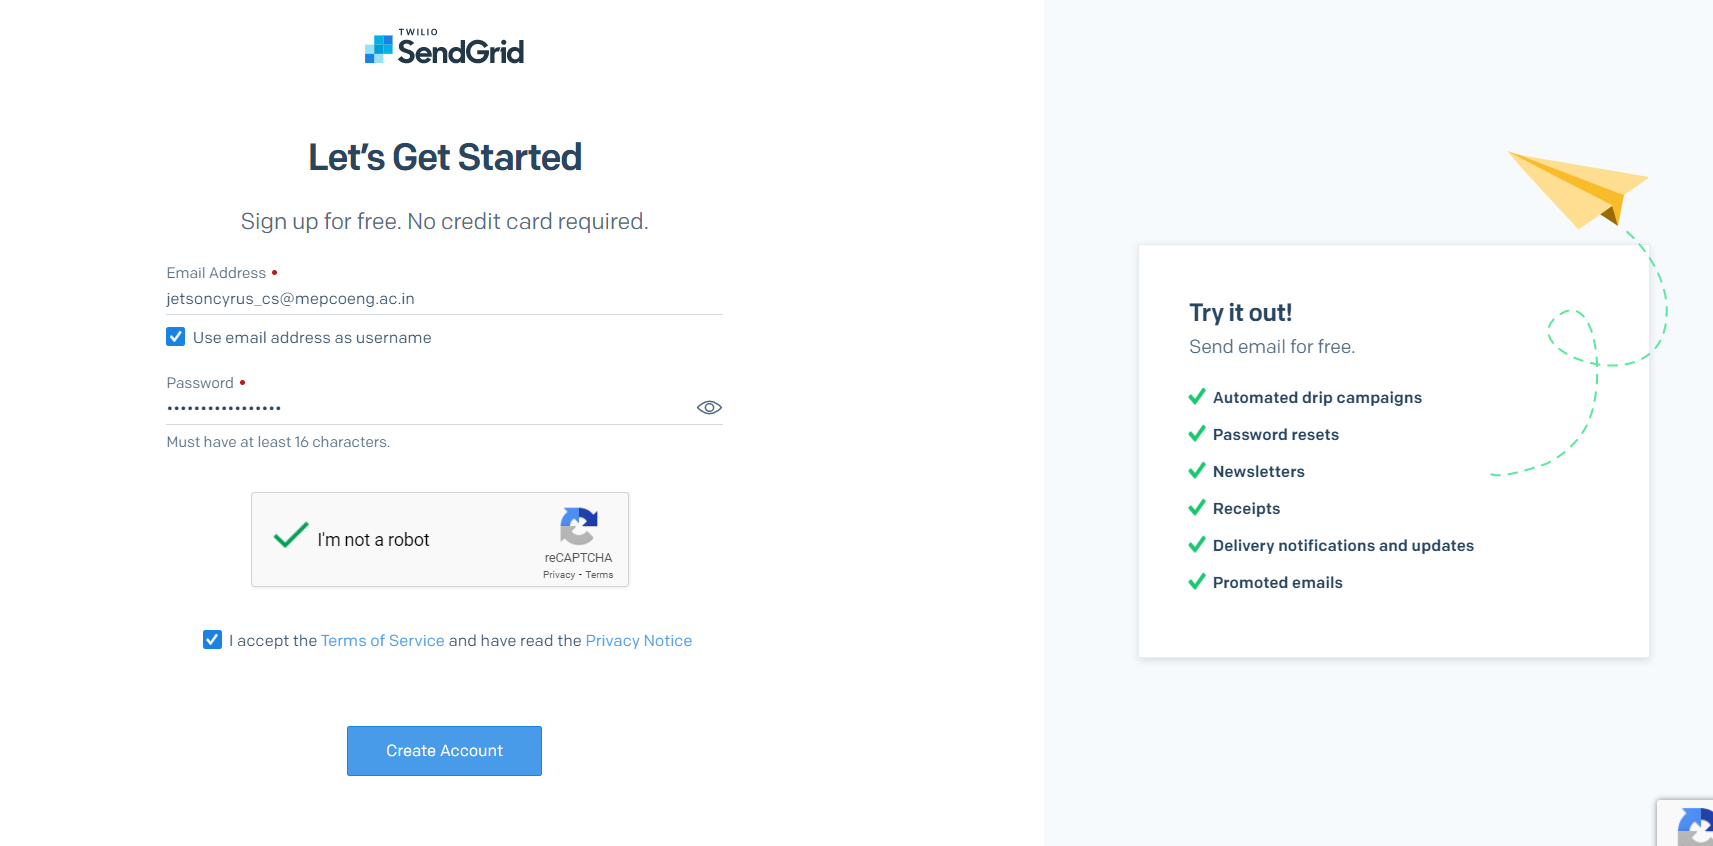 TWILIO
SendGrid
Let's Get Started
Sign up for free. No credit card required.
Email Address •
jetsoncyrus_cs@mepcoeng.ac.in
Use email address as username
Password •
•••••••••••••••••
Must have at least 16 characters.
I'm not a robot
reCAPTCHA
Privacy - Terms
I accept the Terms of Service and have read the Privacy Notice
Create Account
Try it out!
Send email for free.
Automated drip campaigns
Password resets
Newsletters
Receipts
Delivery notifications and updates
Promoted emails